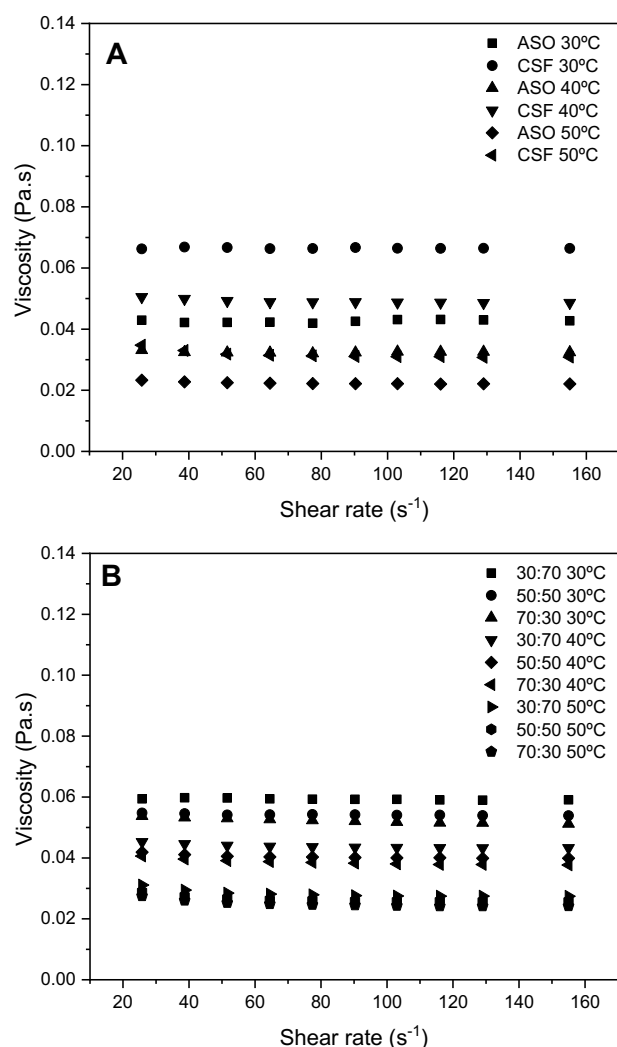 A
ASO 30ºC
CSF 30ºC
ASO 40ºC
CSF 40ºC
ASO 50ºC
CSF 50ºC
0.14
0.12
0.10
0.08
0.06
0.04
0.02
0.00
Viscosity (Pa.s)
20 40 60 80 100 120 140 160
Shear rate (s⁻¹)
B
30:70 30ºC
50:50 30ºC
70:30 30ºC
30:70 40ºC
50:50 40ºC
70:30 40ºC
30:70 50ºC
50:50 50ºC
70:30 50ºC
0.14
0.12
0.10
0.08
0.06
0.04
0.02
0.00
Viscosity (Pa.s)
20 40 60 80 100 120 140 160
Shear rate (s⁻¹)